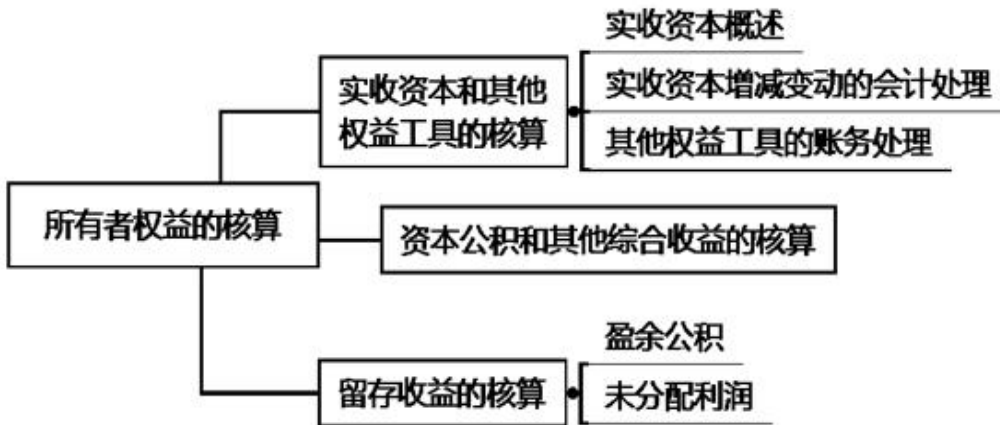 所有者权益的核算
实收资本和其他
权益工具的核算
实收资本概述
实收资本增减变动的会计处理
其他权益工具的账务处理
资本公积和其他综合收益的核算
留存收益的核算
盈余公积
未分配利润